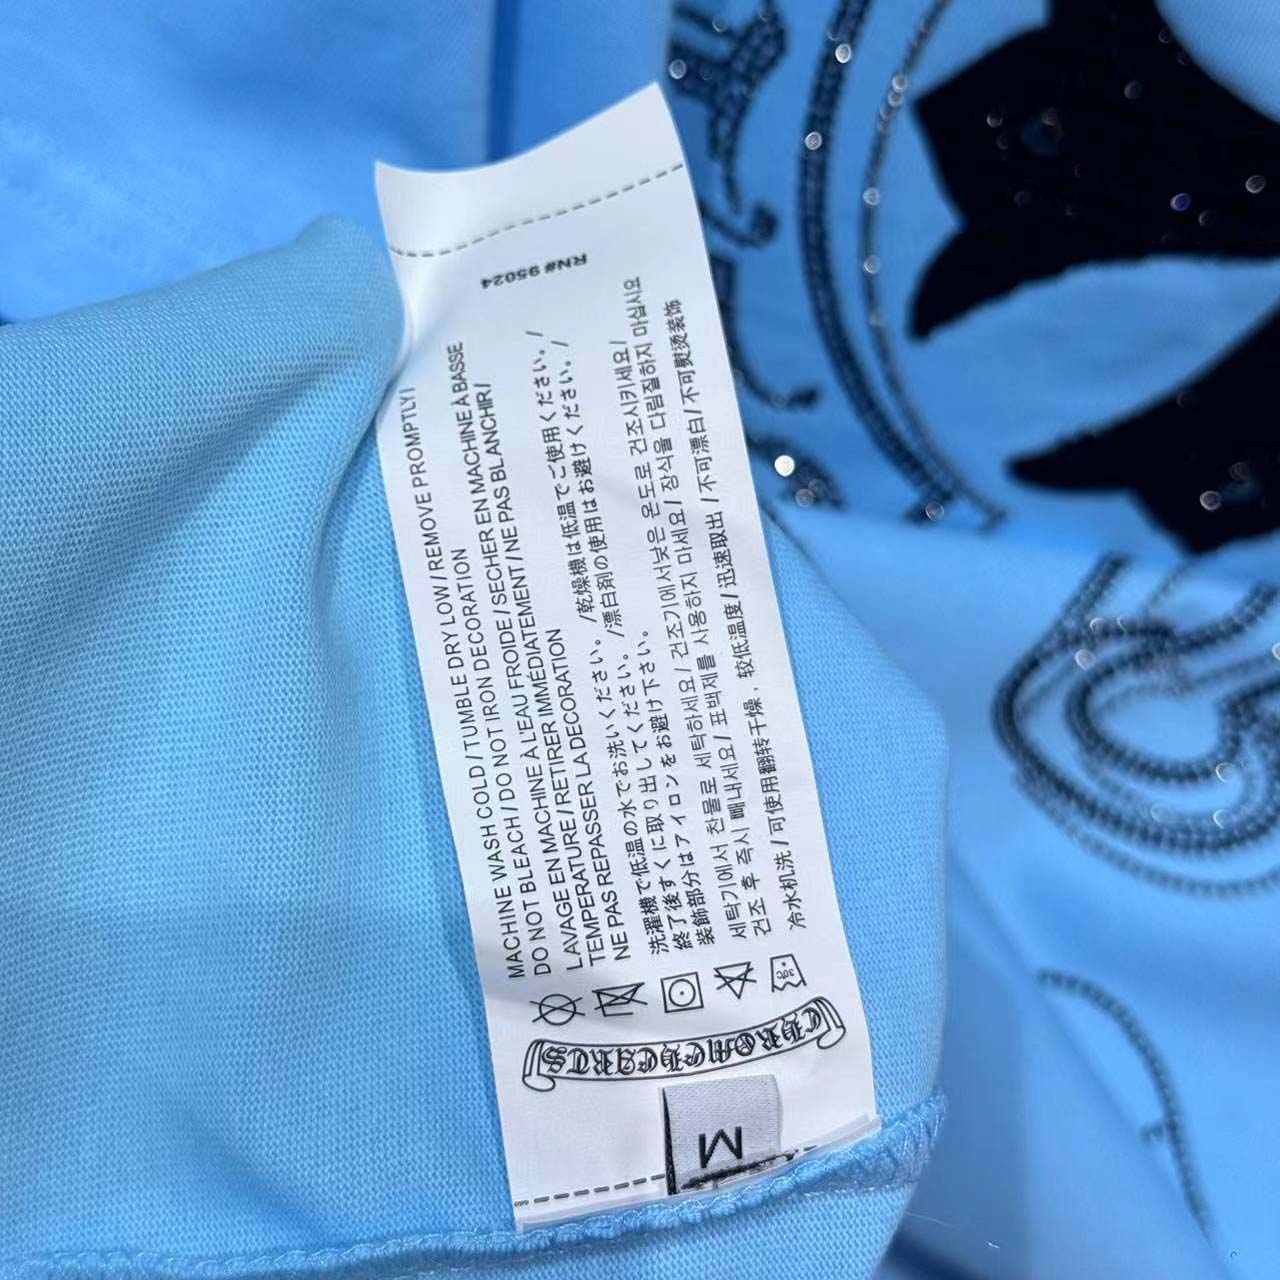 RN# 95024
MACHINE WASH COLD / TUMBLE DRY LOW / REMOVE PROMPTLY /
DO NOT BLEACH / DO NOT IRON DECORATION
LAVAGE EN MACHINE À L'EAU FROIDE / SECHER EN MACHINE À BASSE
TEMPERATURE / RETIRER IMMÉDIATEMENT / NE PAS BLANCHIR /
NE PAS REPASSER LA DECORATION
洗濯機で低温の水でお洗いください。 /乾燥機は低温でご使用ください。 /
終了後すぐに取り出してください。 /漂白剤の使用はお避けください。 /
装飾部分はアイロンをお避け下さい。
세탁기에서 찬물로 세탁하세요 / 건조기에서낮은 온도로 건조시키세요 /
건조 후 즉시 빼내세요 / 표백제를 사용하지 마세요 / 장식을 다림질하지 마십시요
冷水机洗 / 可使用翻转干燥，较低温度 / 迅速取出 / 不可漂白 / 不可熨烫装饰
30
CHROME HEARTS
M